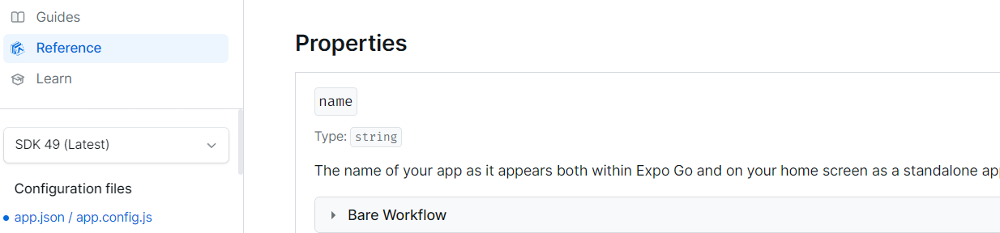 Guides
Reference
Learn
SDK 49 (Latest)
Configuration files
app.json / app.config.js
Properties
name
Type: string
The name of your app as it appears both within Expo Go and on your home screen as a standalone
Bare Workflow